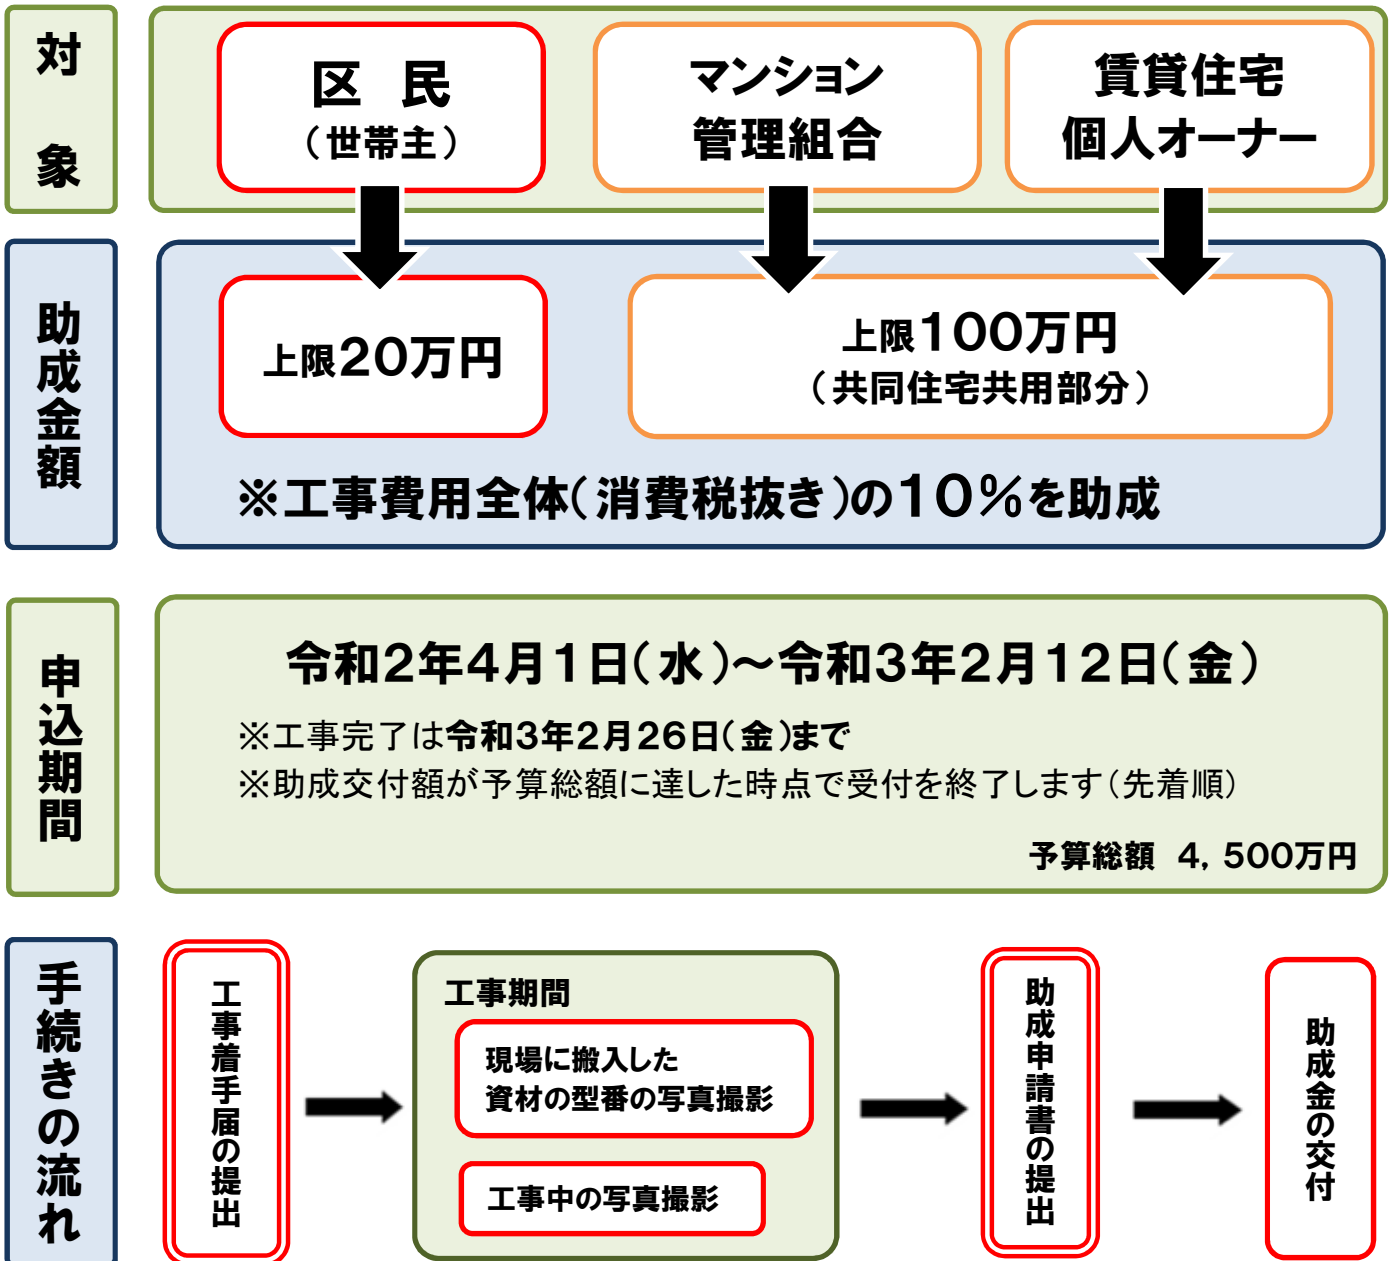 対象
区 民
（世帯主）
マンション
管理組合
賃貸住宅
個人オーナー
助成金額
上限20万円
上限100万円
（共同住宅共用部分）
※工事費用全体（消費税抜き）の10％を助成
申込期間
令和2年4月1日（水）～令和3年2月12日（金）
※工事完了は令和3年2月26日（金）まで
※助成交付額が予算総額に達した時点で受付を終了します（先着順）
予算総額 4，500万円
手続きの流れ
工事着手届の提出
工事期間
現場に搬入した
資材の型番の写真撮影
工事中の写真撮影
助成申請書の提出
助成金の交付